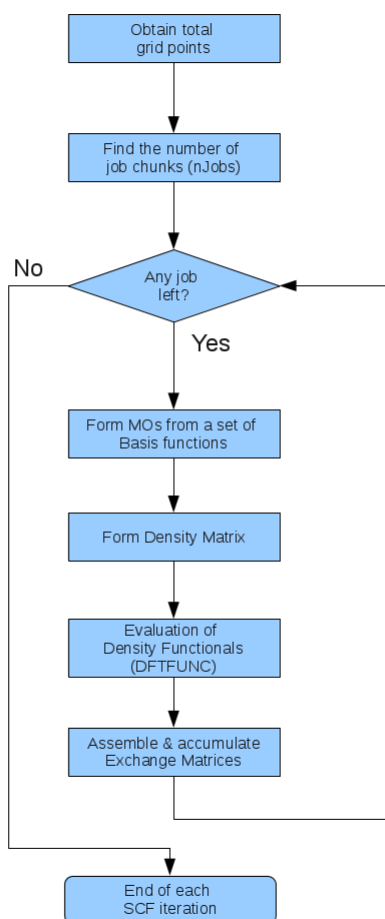 Obtain total
grid points
Find the number of
job chunks (nJobs)
No
Any job
left?
Yes
Form MOs from a set of
Basis functions
Form Density Matrix
Evaluation of
Density Functionals
(DFTFUNC)
Assemble & accumulate
Exchange Matrices
End of each
SCF iteration